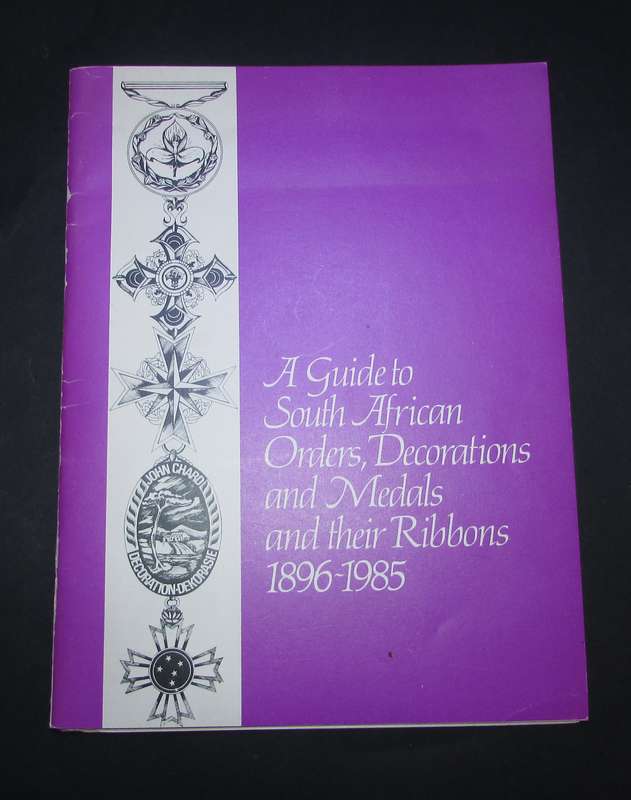 A Guide to
South African
Orders, Decorations
and Medals
and their Ribbons
1896-1985
JOHN CHARD
DECORATION·DEKORASIE